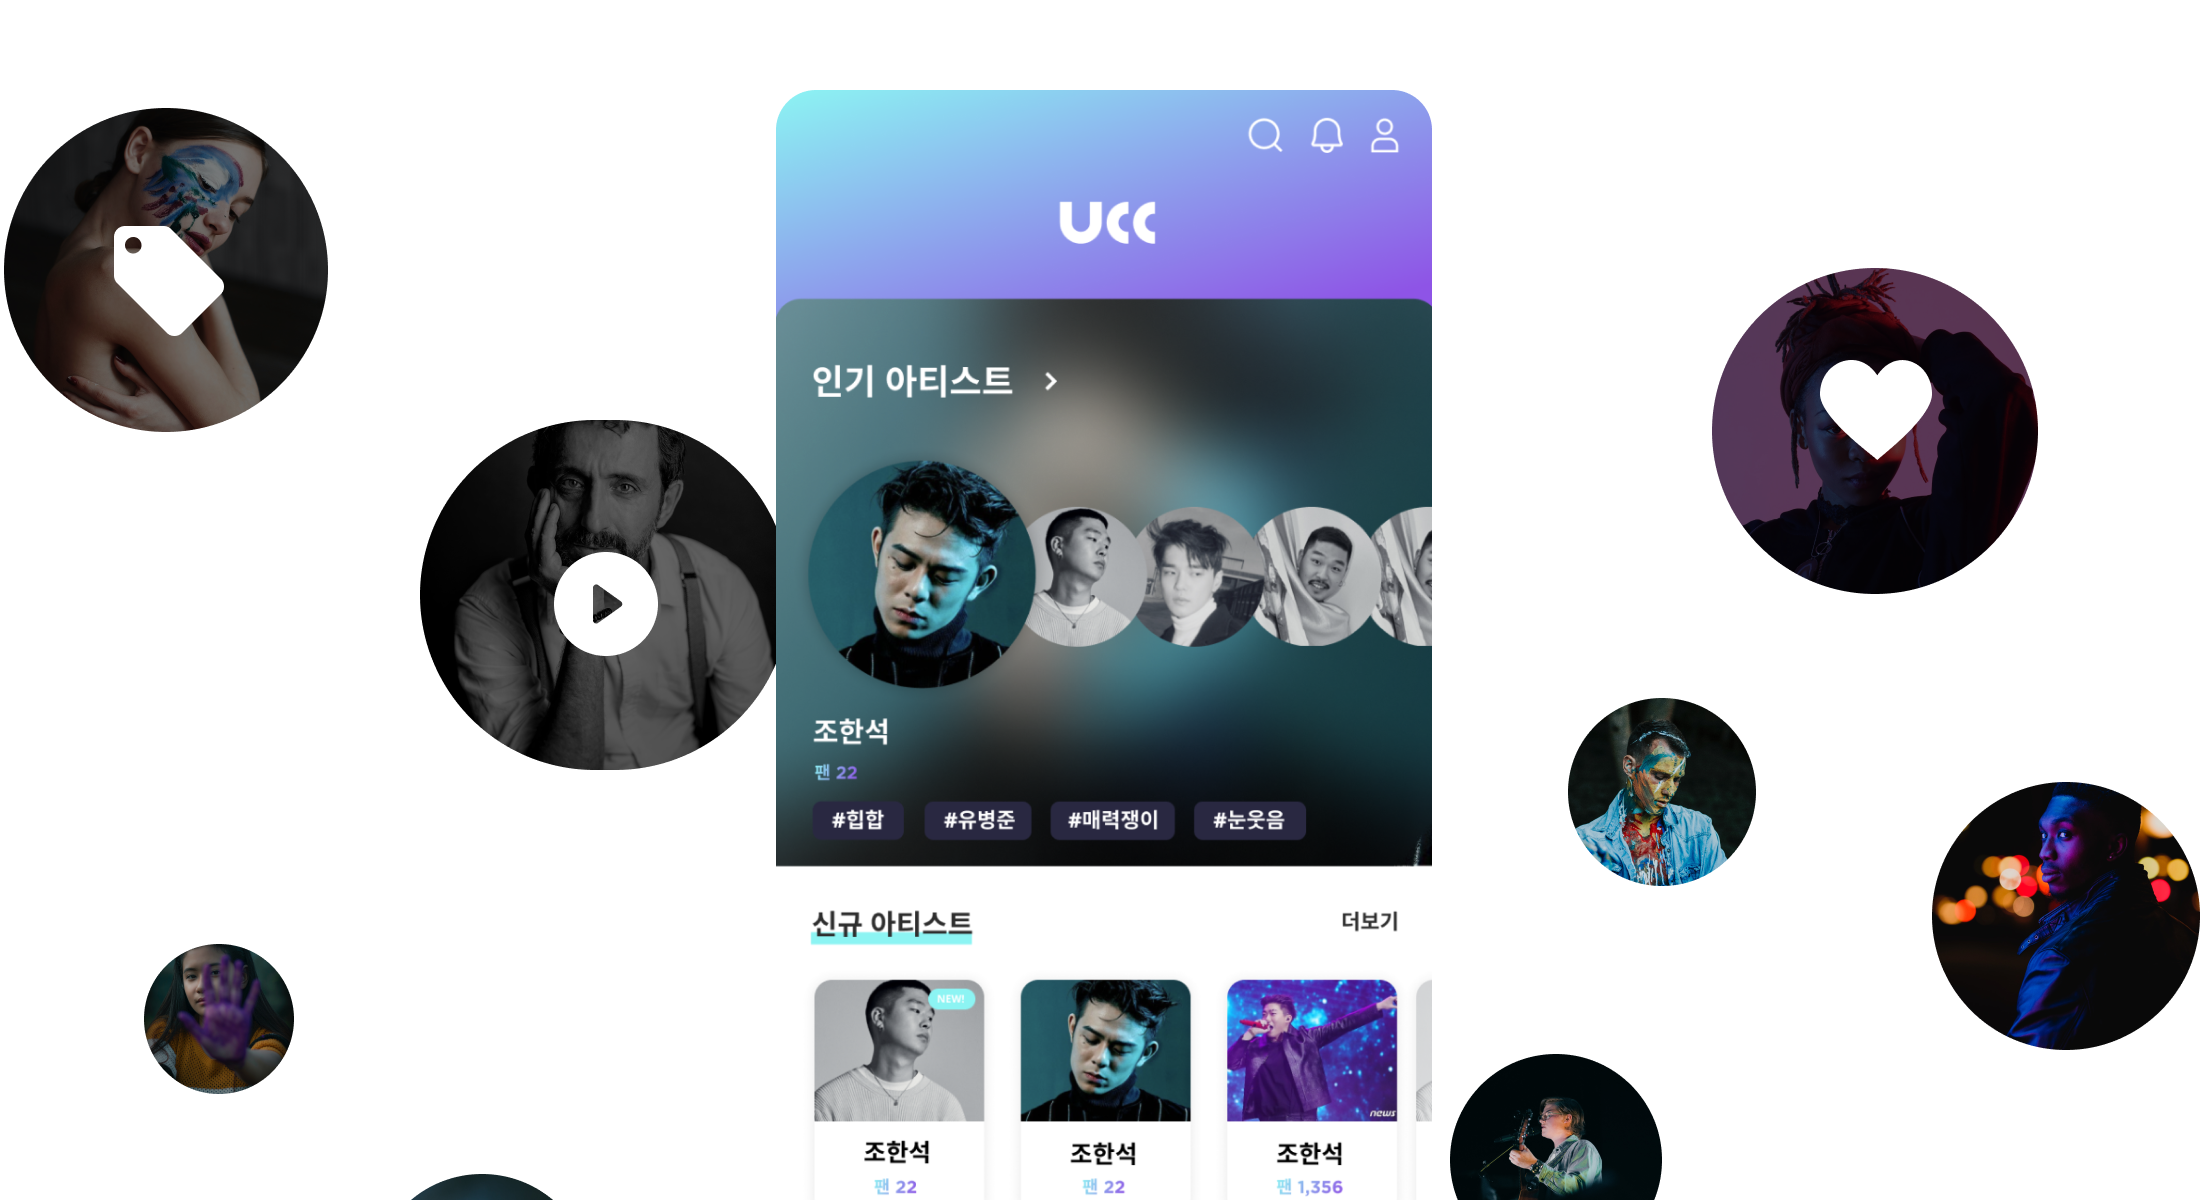 UCC
인기 아티스트
조한석
팬 22
#힙합 #유병준 #매력쟁이 #눈웃음
신규 아티스트 더보기
NEW!
news
조한석 조한석 조한석
팬 22 팬 22 팬 1,356